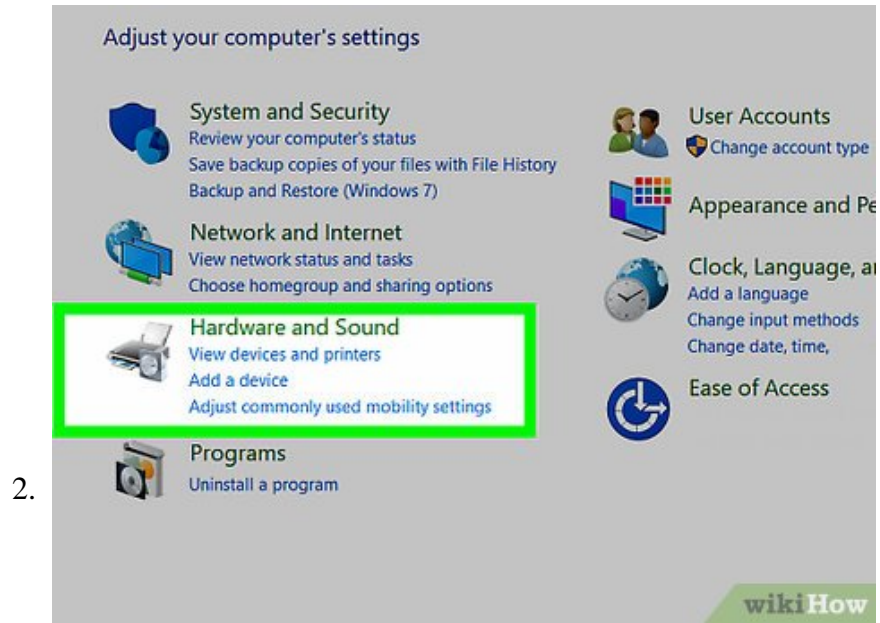 Adjust your computer's settings
System and Security
Review your computer's status
Save backup copies of your files with File History
Backup and Restore (Windows 7)
Network and Internet
View network status and tasks
Choose homegroup and sharing options
Hardware and Sound
View devices and printers
Add a device
Adjust commonly used mobility settings
Programs
Uninstall a program
User Accounts
Change account type
Appearance and Pe
Clock, Language, a
Add a language
Change input methods
Change date, time,
Ease of Access
2.
wikiHow